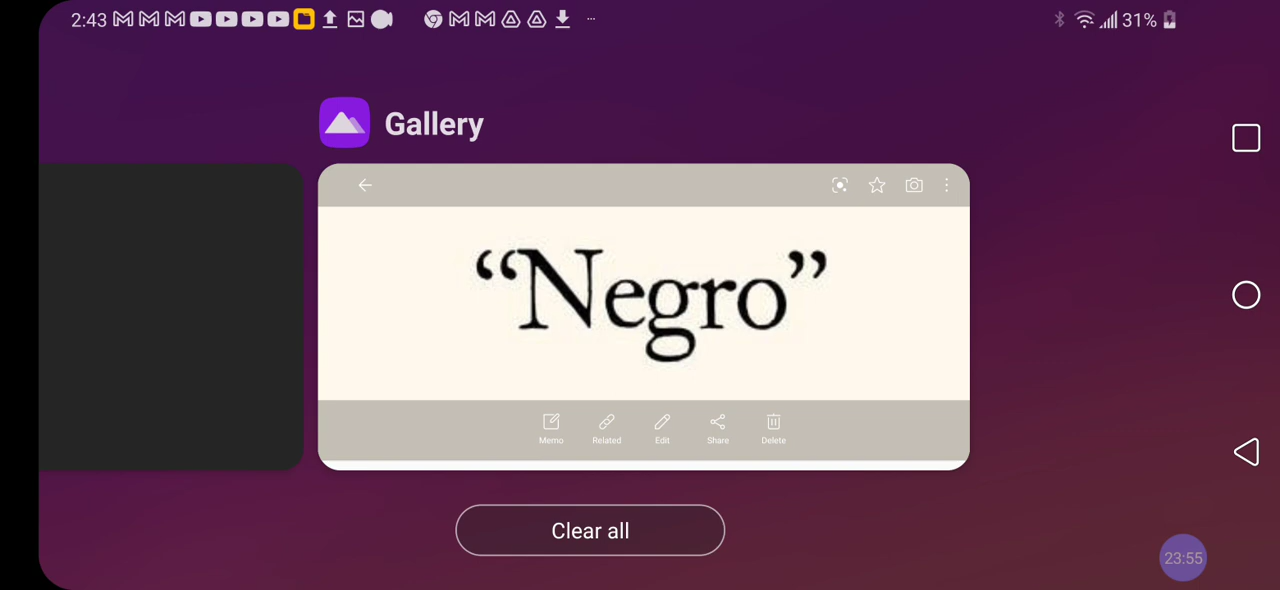 2:43
31%
Gallery
“Negro”
Memo Related Edit Share Delete
Clear all
23:55